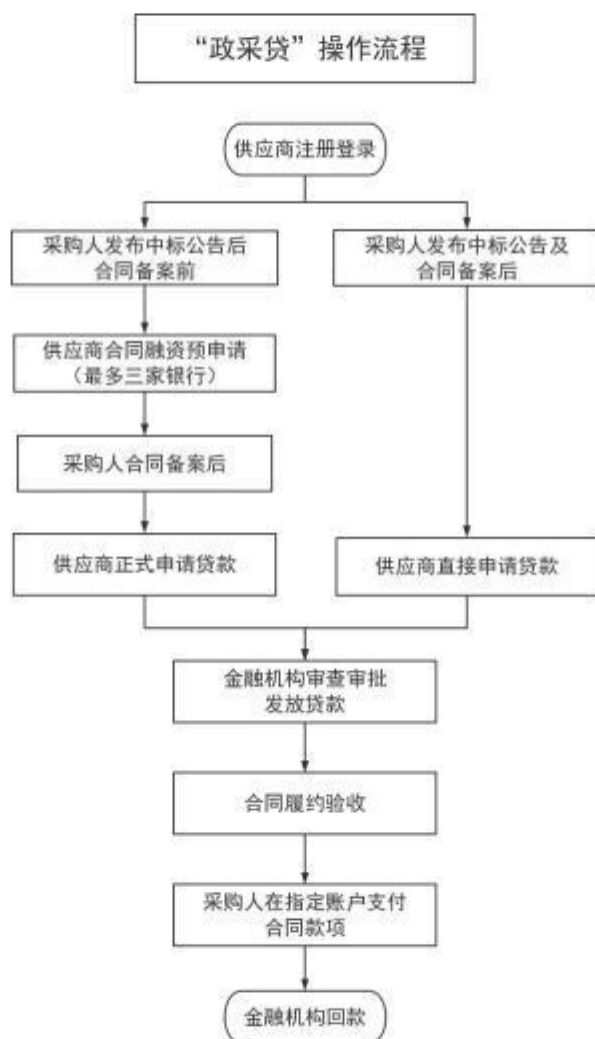 “政采贷”操作流程
供应商注册登录
采购人发布中标公告后
合同备案前
采购人发布中标公告及
合同备案后
供应商合同融资预申请
（最多三家银行）
采购人合同备案后
供应商正式申请贷款
供应商直接申请贷款
金融机构审查审批
发放贷款
合同履约验收
采购人在指定账户支付
合同款项
金融机构回款